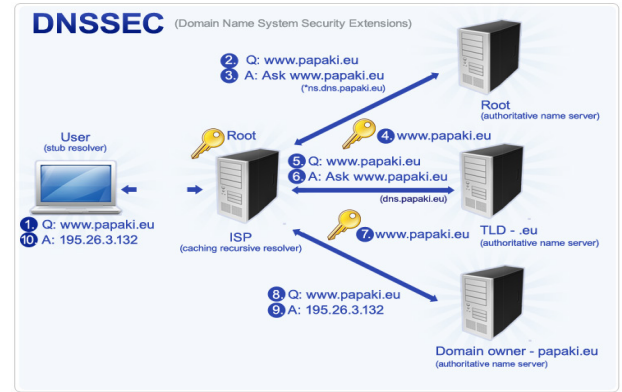 DNSSEC (Domain Name System Security Extensions)
2. Q: www.papaki.eu
3. A: Ask www.papaki.eu
(*ns.dns.papaki.eu)
Root
(authoritative name server)
User
(stub resolver)
Root
4. www.papaki.eu
5. Q: www.papaki.eu
6. A: Ask www.papaki.eu
(dns.papaki.eu)
1. Q: www.papaki.eu
10. A: 195.26.3.132
ISP
(caching recursive resolver)
7. www.papaki.eu
TLD - .eu
(authoritative name server)
8. Q: www.papaki.eu
9. A: 195.26.3.132
Domain owner - papaki.eu
(authoritative name server)